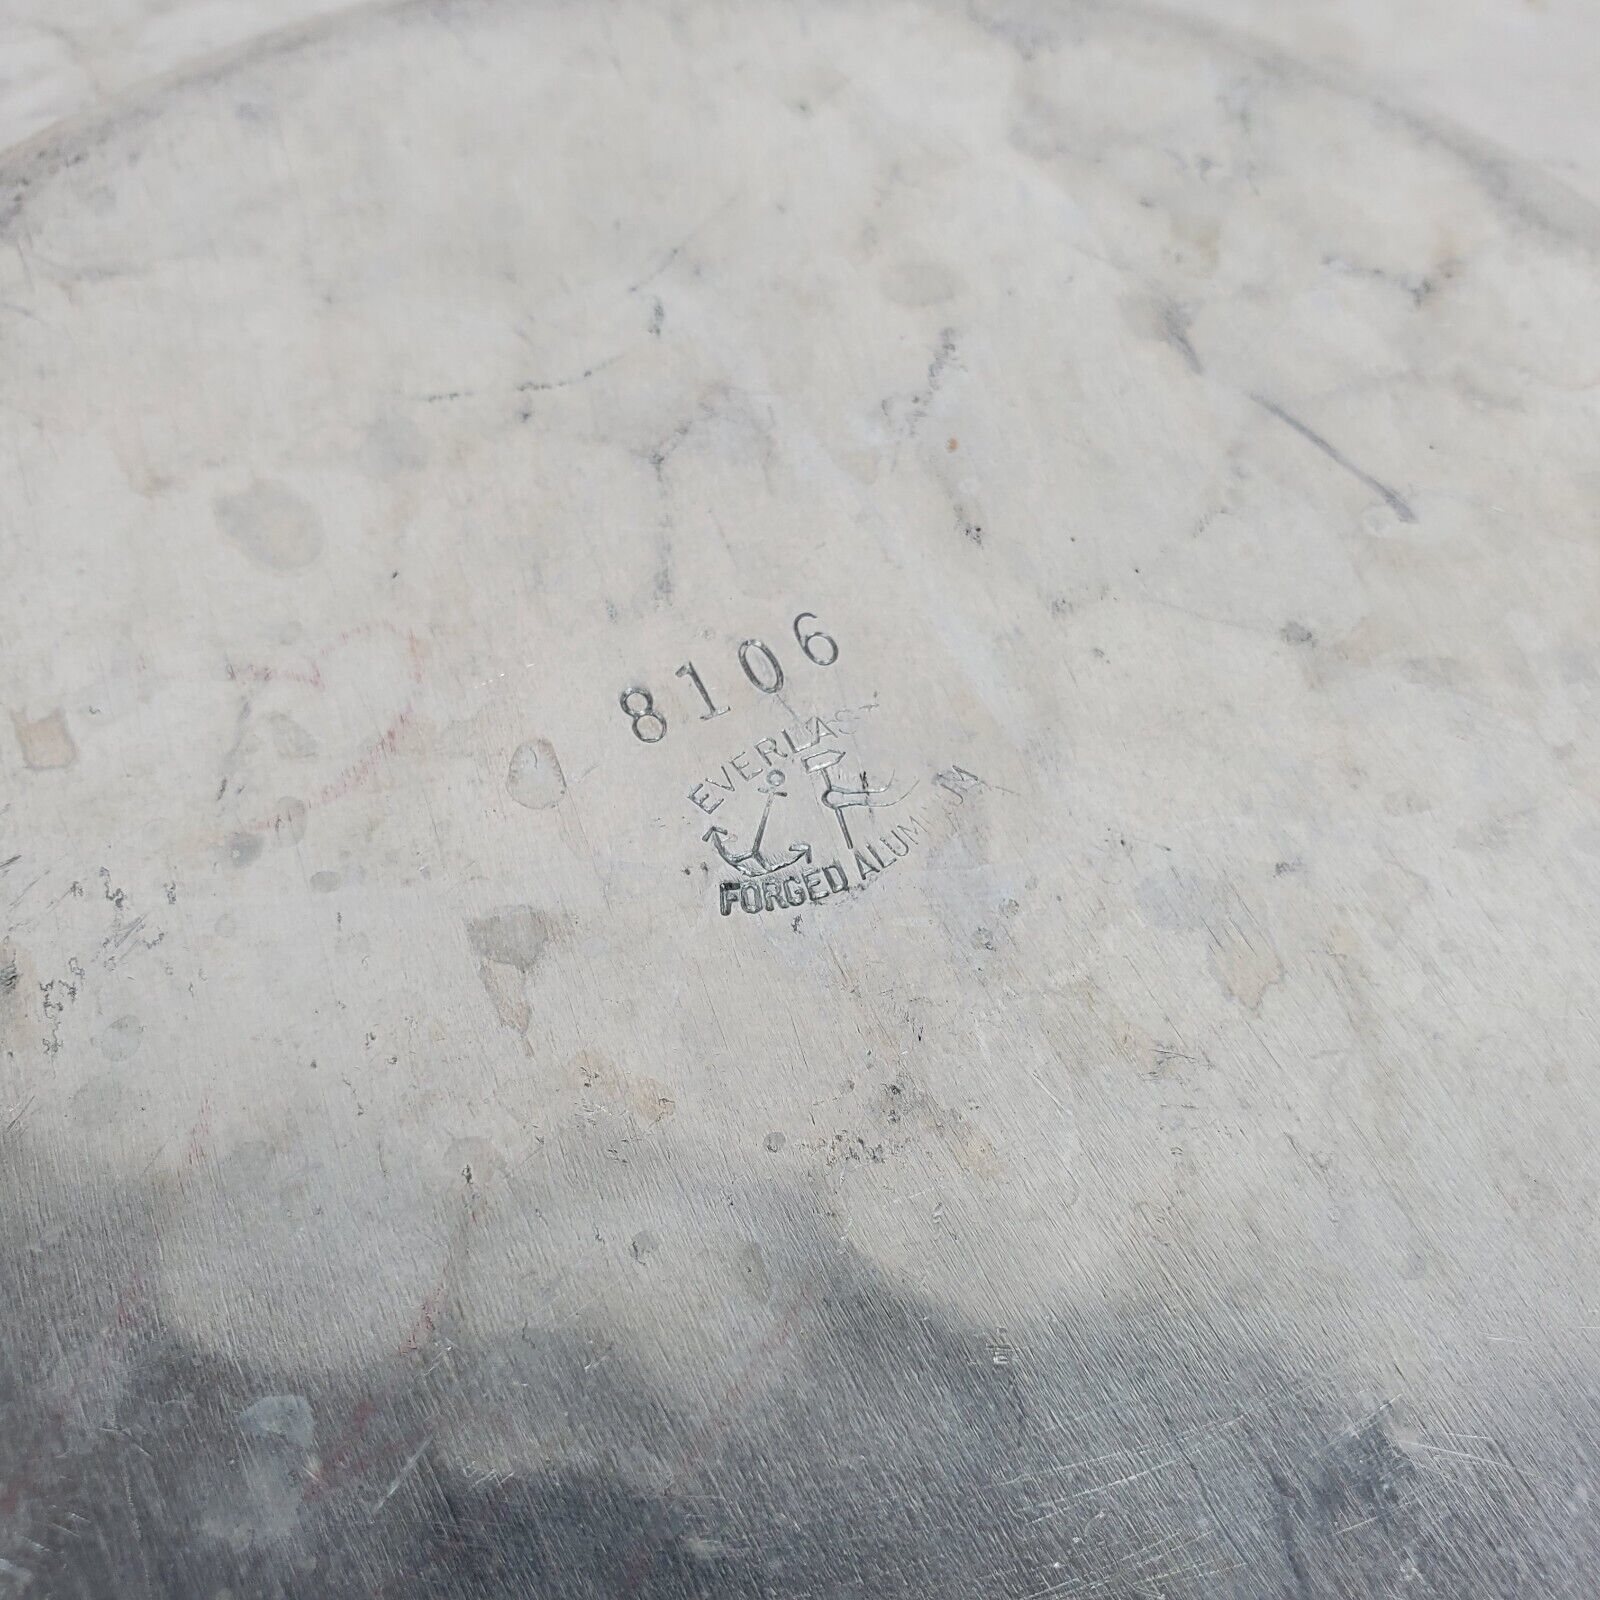 8106
EVERLAST
FORGED ALUMINUM